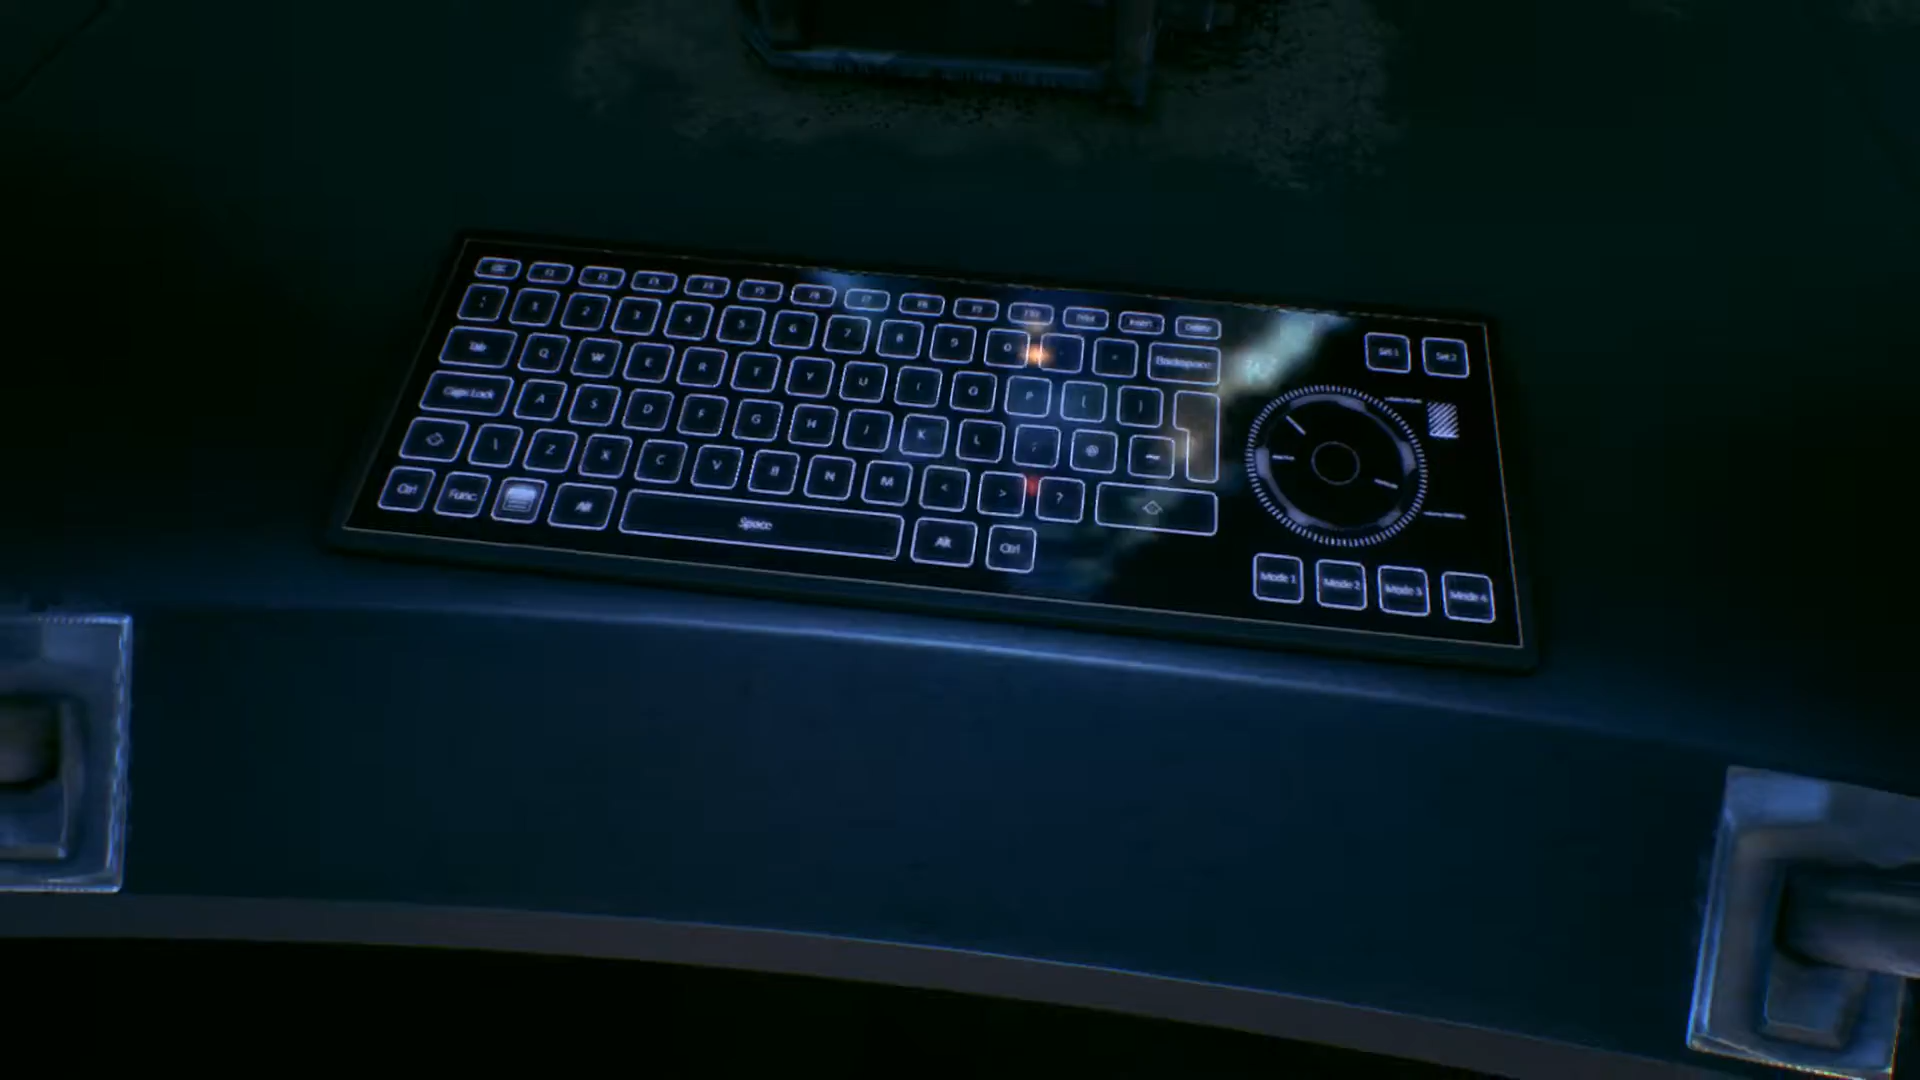 ESC F1 F2 F3 F4 F5 F6 F7 F8 F9 F10 Print Insert Delete
1 2 3 4 5 6 7 8 9 0 Backspace
Tab Q W E R T Y U I O P [ ]
Caps Lock A S D F G H J K L ; @ ~
\ Z X C V B N M < > ?
Ctrl Func Alt Space Alt Ctrl
Set 1 Set 2
Mode 1 Mode 2 Mode 3 Mode 4